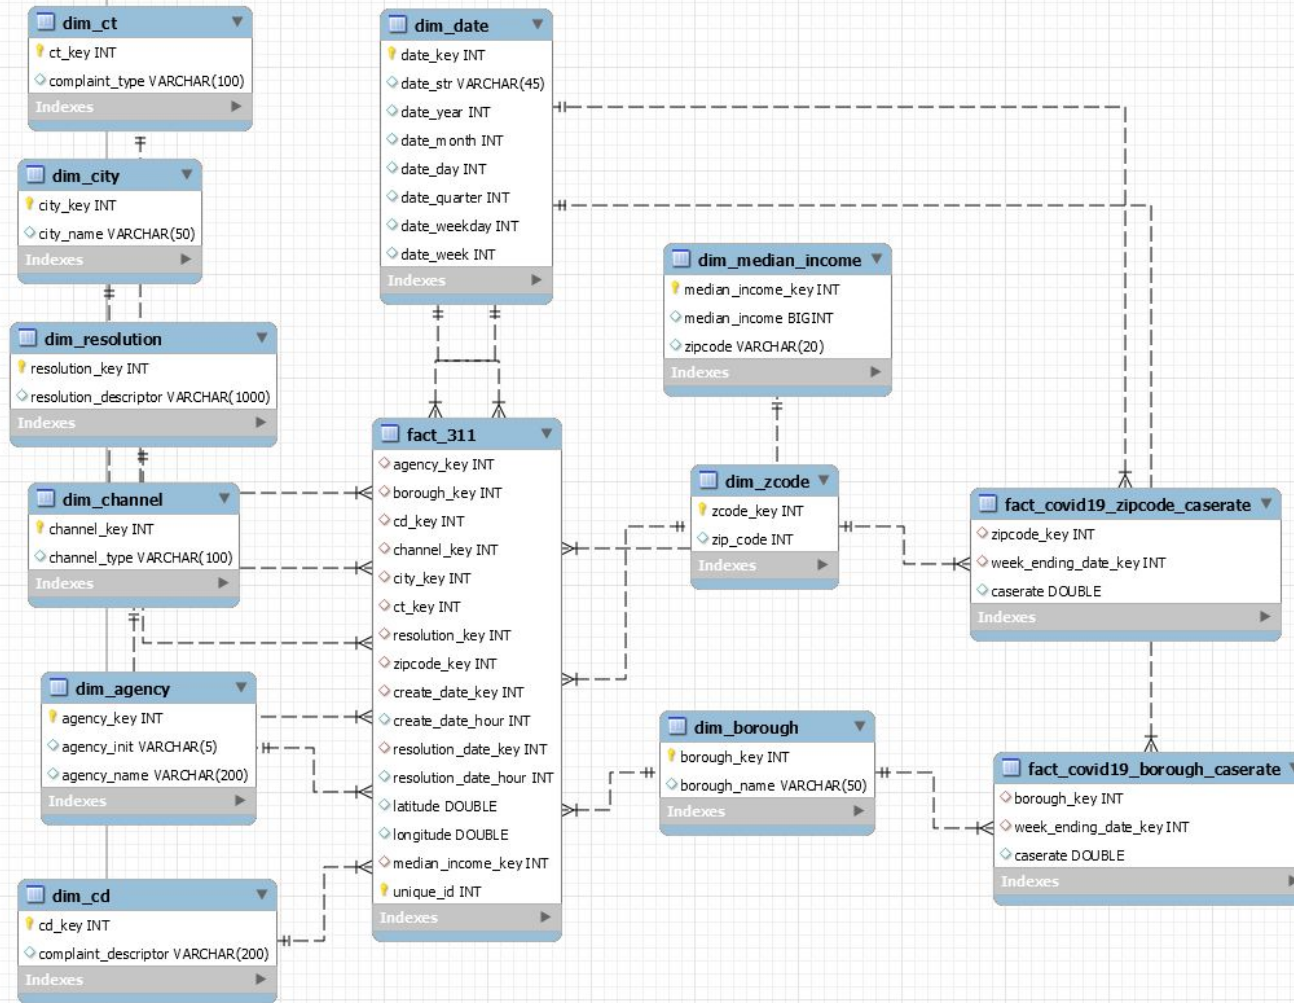 dim_ct
ct_key INT
complaint_type VARCHAR(100)
Indexes
dim_city
city_key INT
city_name VARCHAR(50)
Indexes
dim_resolution
resolution_key INT
resolution_descriptor VARCHAR(1000)
Indexes
dim_channel
channel_key INT
channel_type VARCHAR(100)
Indexes
dim_agency
agency_key INT
agency_init VARCHAR(5)
agency_name VARCHAR(200)
Indexes
dim_cd
cd_key INT
complaint_descriptor VARCHAR(200)
Indexes
dim_date
date_key INT
date_str VARCHAR(45)
date_year INT
date_month INT
date_day INT
date_quarter INT
date_weekday INT
date_week INT
Indexes
fact_311
agency_key INT
borough_key INT
cd_key INT
channel_key INT
city_key INT
ct_key INT
resolution_key INT
zipcode_key INT
create_date_key INT
create_date_hour INT
resolution_date_key INT
resolution_date_hour INT
latitude DOUBLE
longitude DOUBLE
median_income_key INT
unique_id INT
Indexes
dim_median_income
median_income_key INT
median_income BIGINT
zipcode VARCHAR(20)
Indexes
dim_zcode
zcode_key INT
zip_code INT
Indexes
dim_borough
borough_key INT
borough_name VARCHAR(50)
Indexes
fact_covid19_zipcode_caserate
zipcode_key INT
week_ending_date_key INT
caserate DOUBLE
Indexes
fact_covid19_borough_caserate
borough_key INT
week_ending_date_key INT
caserate DOUBLE
Indexes